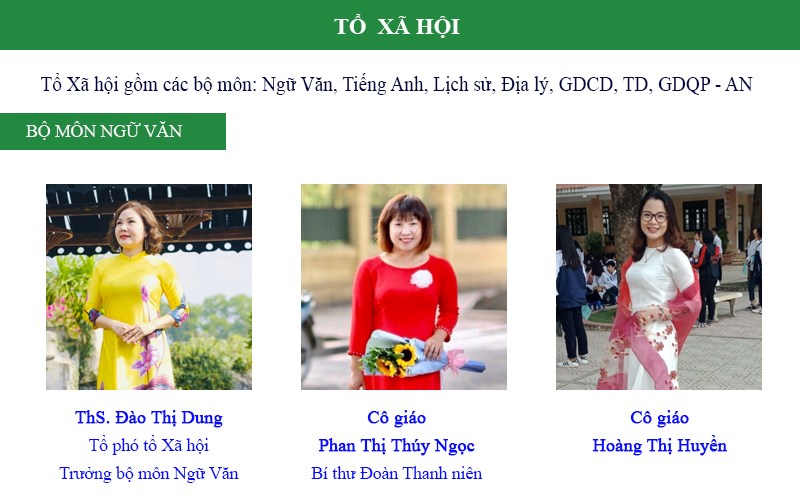 TỔ XÃ HỘI
Tổ Xã hội gồm các bộ môn: Ngữ Văn, Tiếng Anh, Lịch sử, Địa lý, GDCD, TD, GDQP - AN
BỘ MÔN NGỮ VĂN
ThS. Đào Thị Dung
Tổ phó tổ Xã hội
Trưởng bộ môn Ngữ Văn
Cô giáo
Phan Thị Thúy Ngọc
Bí thư Đoàn Thanh niên
Cô giáo
Hoàng Thị Huyền